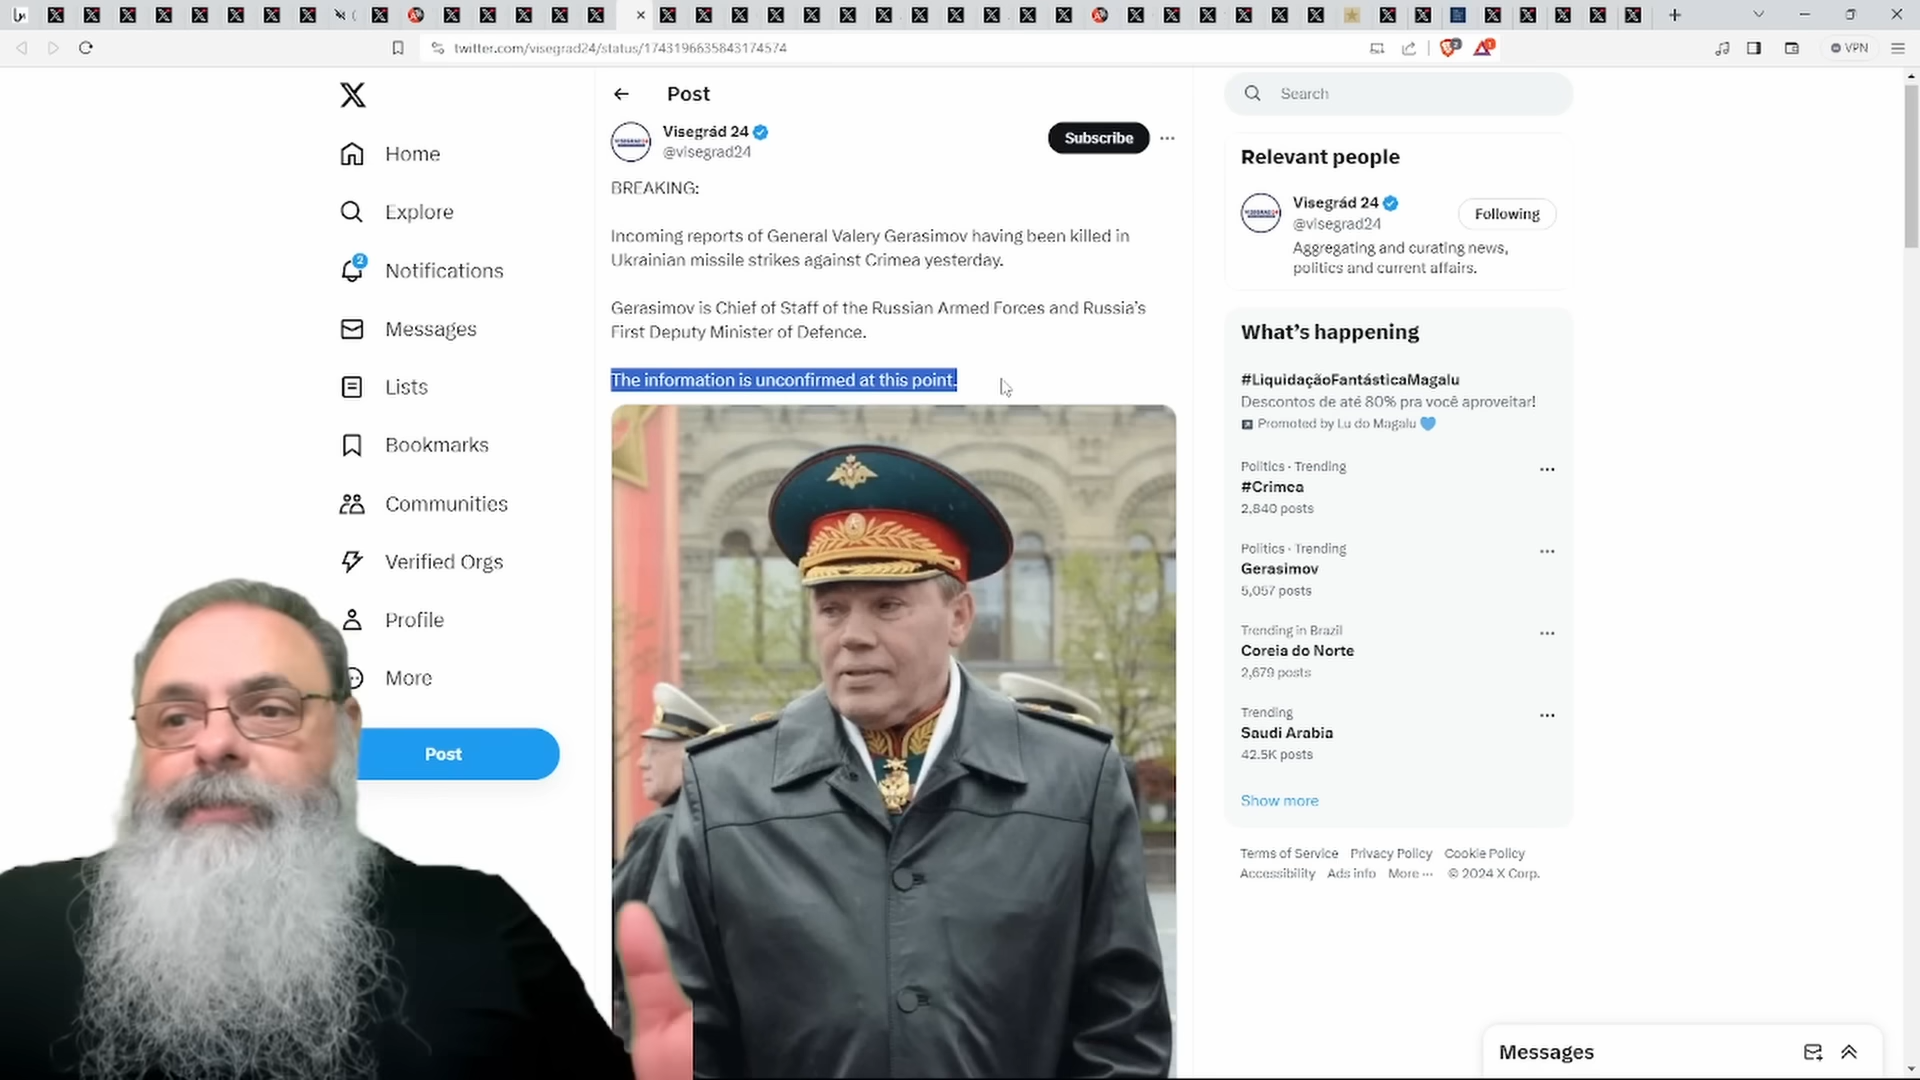 twitter.com/visegrad24/status/1743196635843174574
VPN
Home
Explore
2
Notifications
Messages
Lists
Bookmarks
Communities
Verified Orgs
Profile
More
Post
Post
Visegrád 24
@visegrad24
Subscribe
BREAKING:
Incoming reports of General Valery Gerasimov having been killed in
Ukrainian missile strikes against Crimea yesterday.
Gerasimov is Chief of Staff of the Russian Armed Forces and Russia's
First Deputy Minister of Defence.
The information is unconfirmed at this point.
Search
Relevant people
Visegrád 24
@visegrad24
Following
Aggregating and curating news,
politics and current affairs.
What's happening
#LiquidaçãoFantásticaMagalu
Descontos de até 80% pra você aproveitar!
Promoted by Lu do Magalu
Politics · Trending
#Crimea
2,840 posts
Politics · Trending
Gerasimov
5,057 posts
Trending in Brazil
Coreia do Norte
2,679 posts
Trending
Saudi Arabia
42.5K posts
Show more
Terms of Service Privacy Policy Cookie Policy
Accessibility Ads info More ··· © 2024 X Corp.
Messages